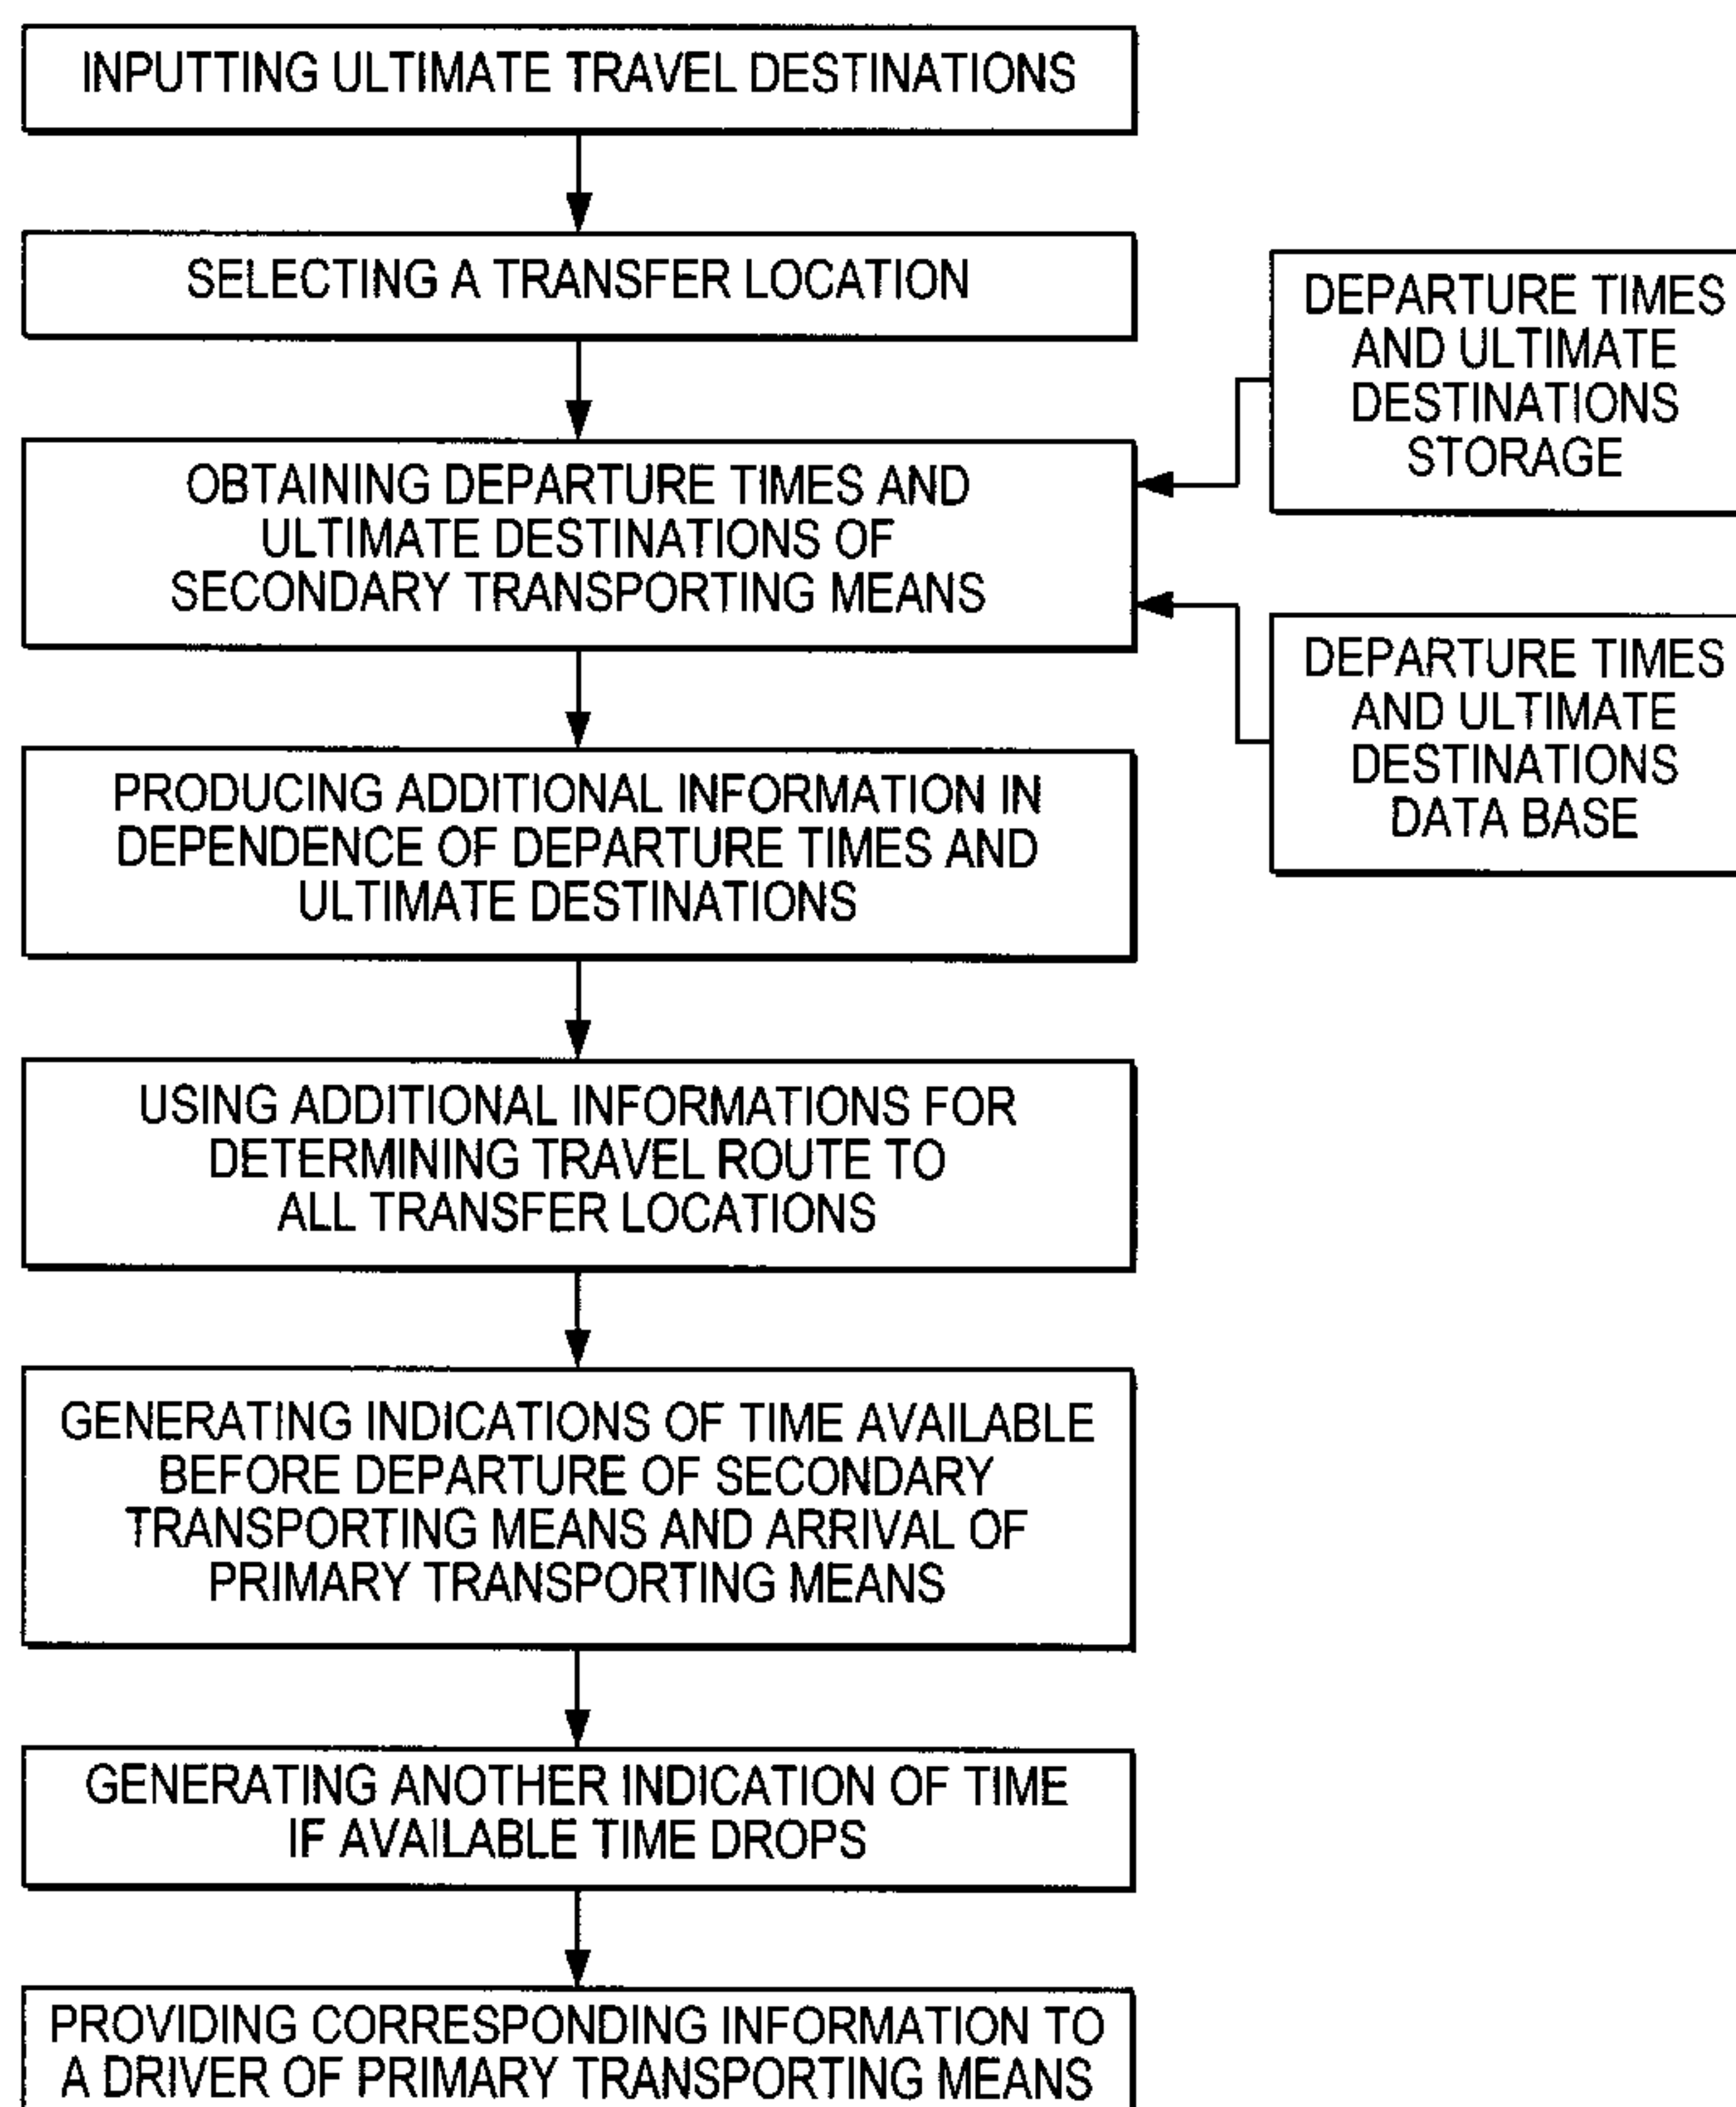 INPUTTING ULTIMATE TRAVEL DESTINATIONS
SELECTING A TRANSFER LOCATION
OBTAINING DEPARTURE TIMES AND
ULTIMATE DESTINATIONS OF
SECONDARY TRANSPORTING MEANS
DEPARTURE TIMES
AND ULTIMATE
DESTINATIONS
STORAGE
DEPARTURE TIMES
AND ULTIMATE
DESTINATIONS
DATA BASE
PRODUCING ADDITIONAL INFORMATION IN
DEPENDENCE OF DEPARTURE TIMES AND
ULTIMATE DESTINATIONS
USING ADDITIONAL INFORMATIONS FOR
DETERMINING TRAVEL ROUTE TO
ALL TRANSFER LOCATIONS
GENERATING INDICATIONS OF TIME AVAILABLE
BEFORE DEPARTURE OF SECONDARY
TRANSPORTING MEANS AND ARRIVAL OF
PRIMARY TRANSPORTING MEANS
GENERATING ANOTHER INDICATION OF TIME
IF AVAILABLE TIME DROPS
PROVIDING CORRESPONDING INFORMATION TO
A DRIVER OF PRIMARY TRANSPORTING MEANS